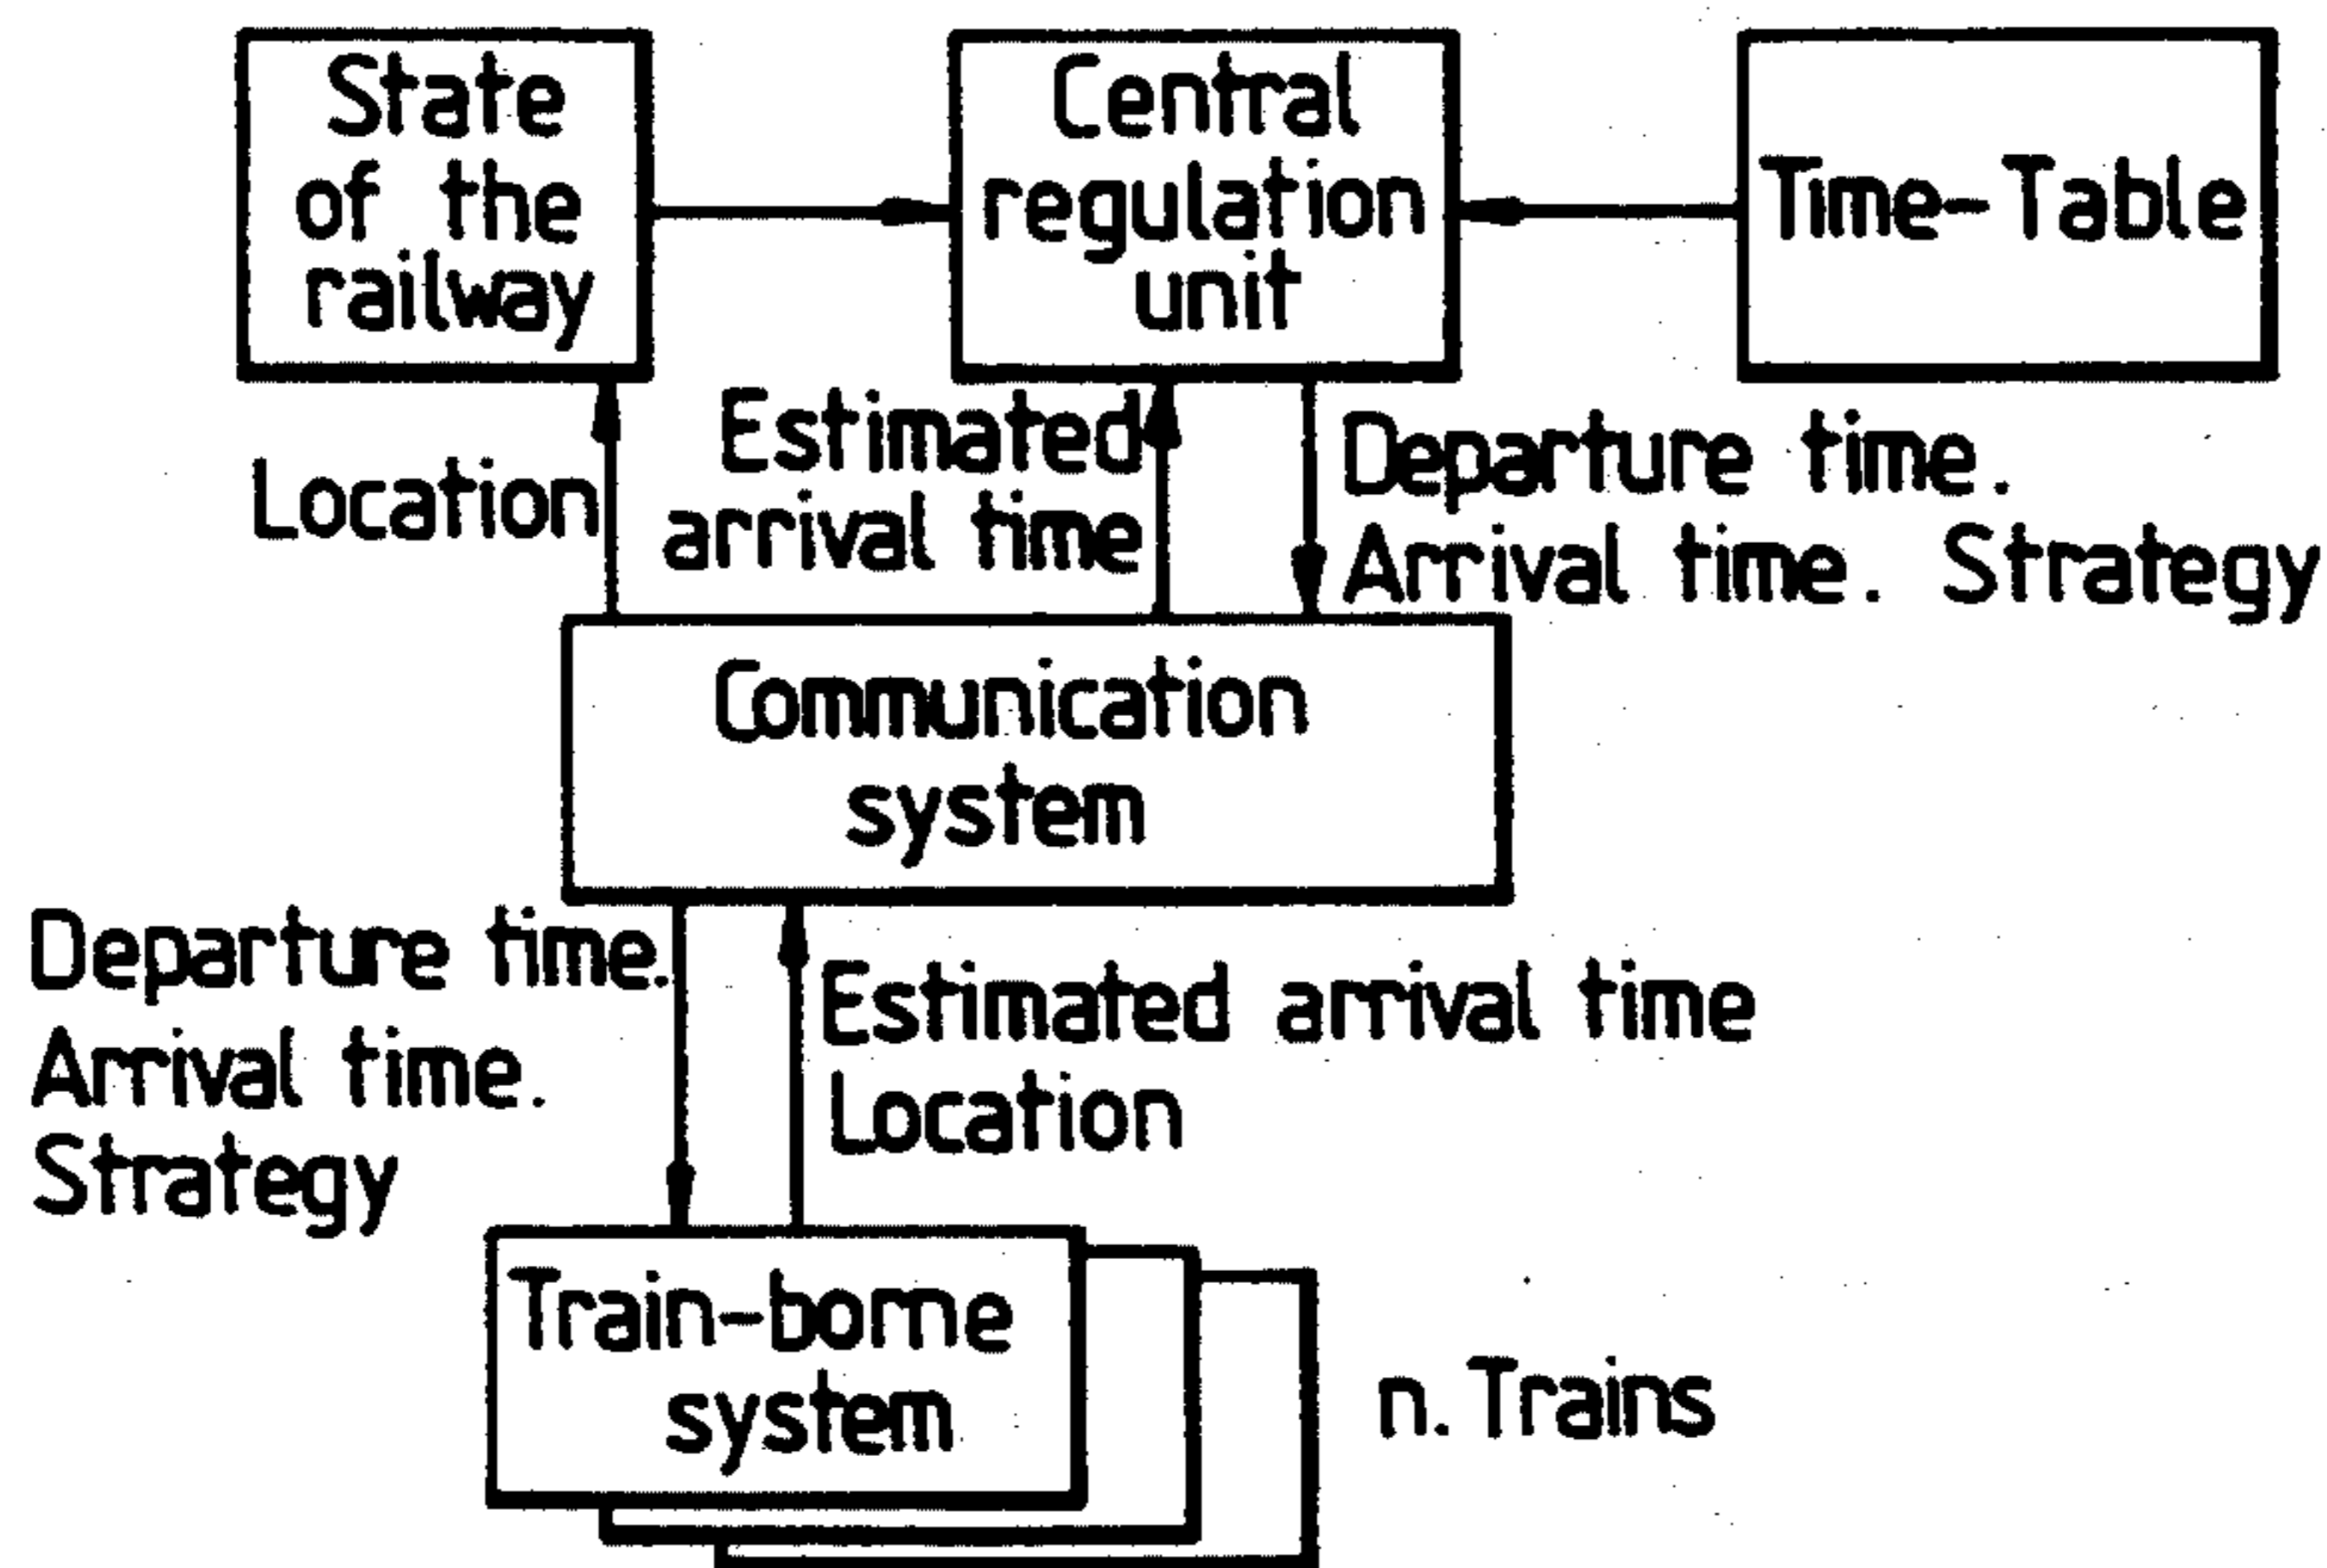 State
of the
railway
Central
regulation
unit
Time-Table
Location
Estimated
arrival time
Departure time.
Arrival time. Strategy
Communication
system
Departure time.
Arrival time.
Strategy
Estimated arrival time
Location
Train-borne
system
n. Trains